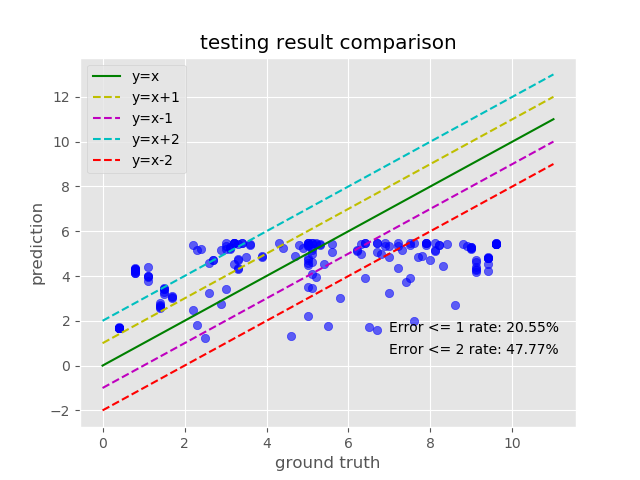 testing result comparison
y=x
y=x+1
y=x-1
y=x+2
y=x-2
12
10
8
6
4
2
0
−2
prediction
Error <= 1 rate: 20.55%
Error <= 2 rate: 47.77%
0 2 4 6 8 10
ground truth